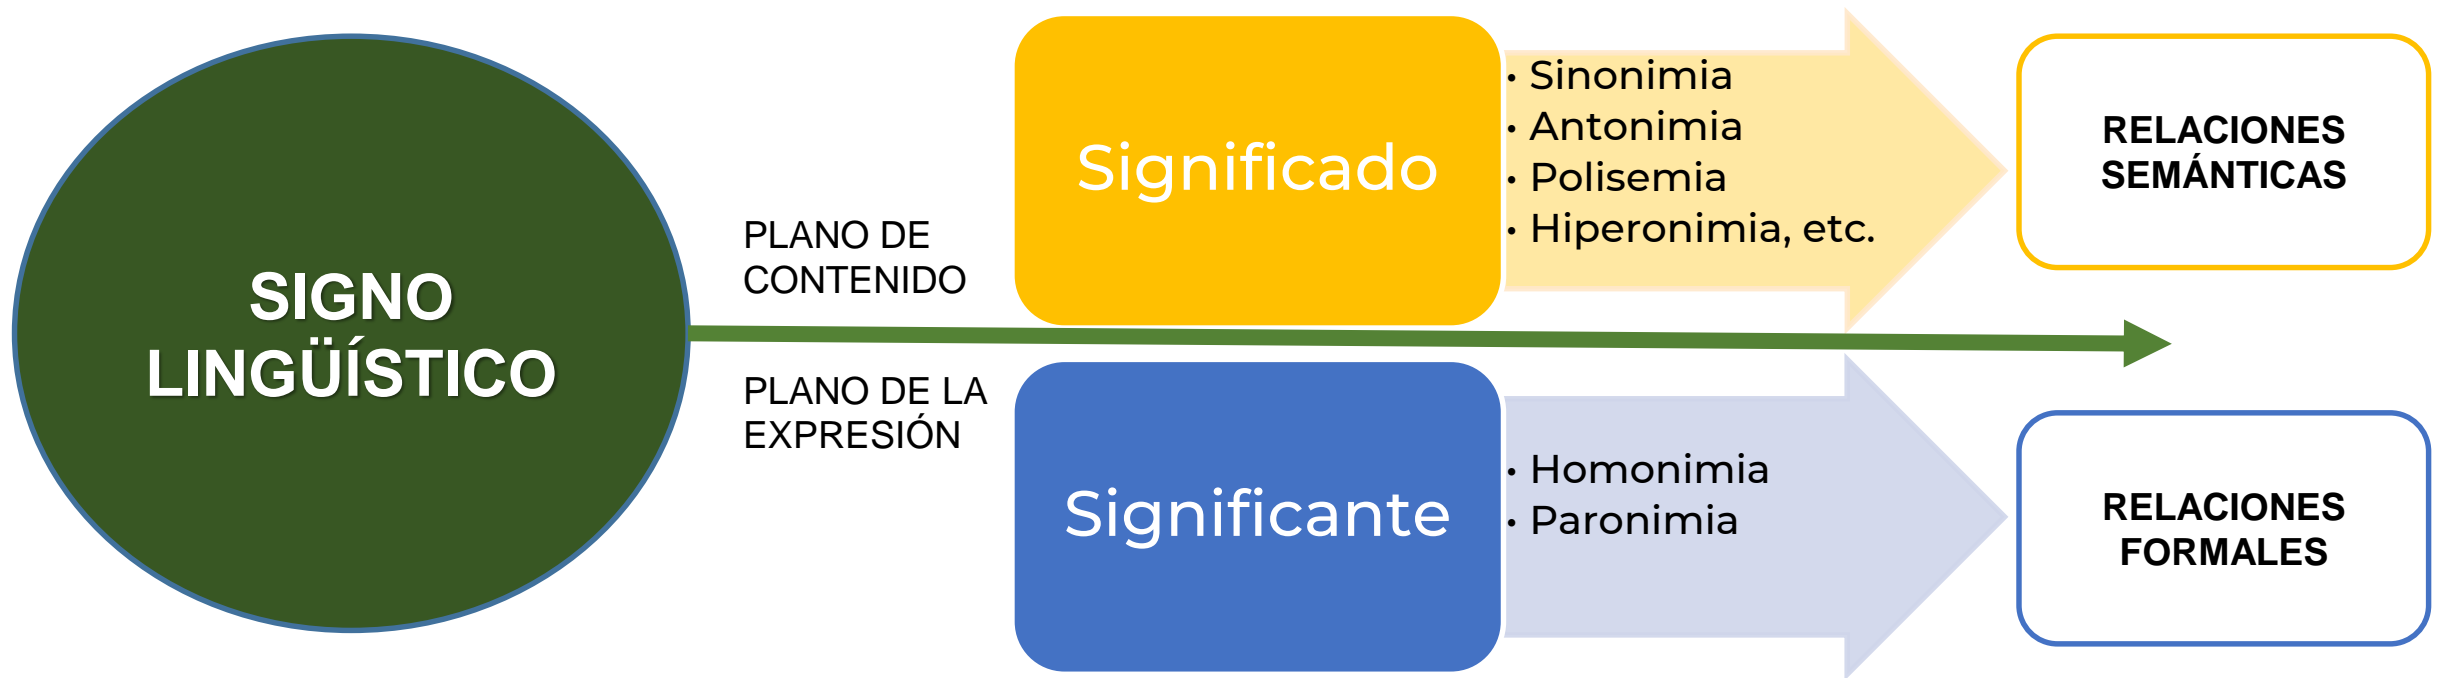 SIGNO
LINGÜÍSTICO
PLANO DE
CONTENIDO
Significado
• Sinonimia
• Antonimia
• Polisemia
• Hiperonimia, etc.
RELACIONES
SEMÁNTICAS
PLANO DE LA
EXPRESIÓN
Significante
• Homonimia
• Paronimia
RELACIONES
FORMALES